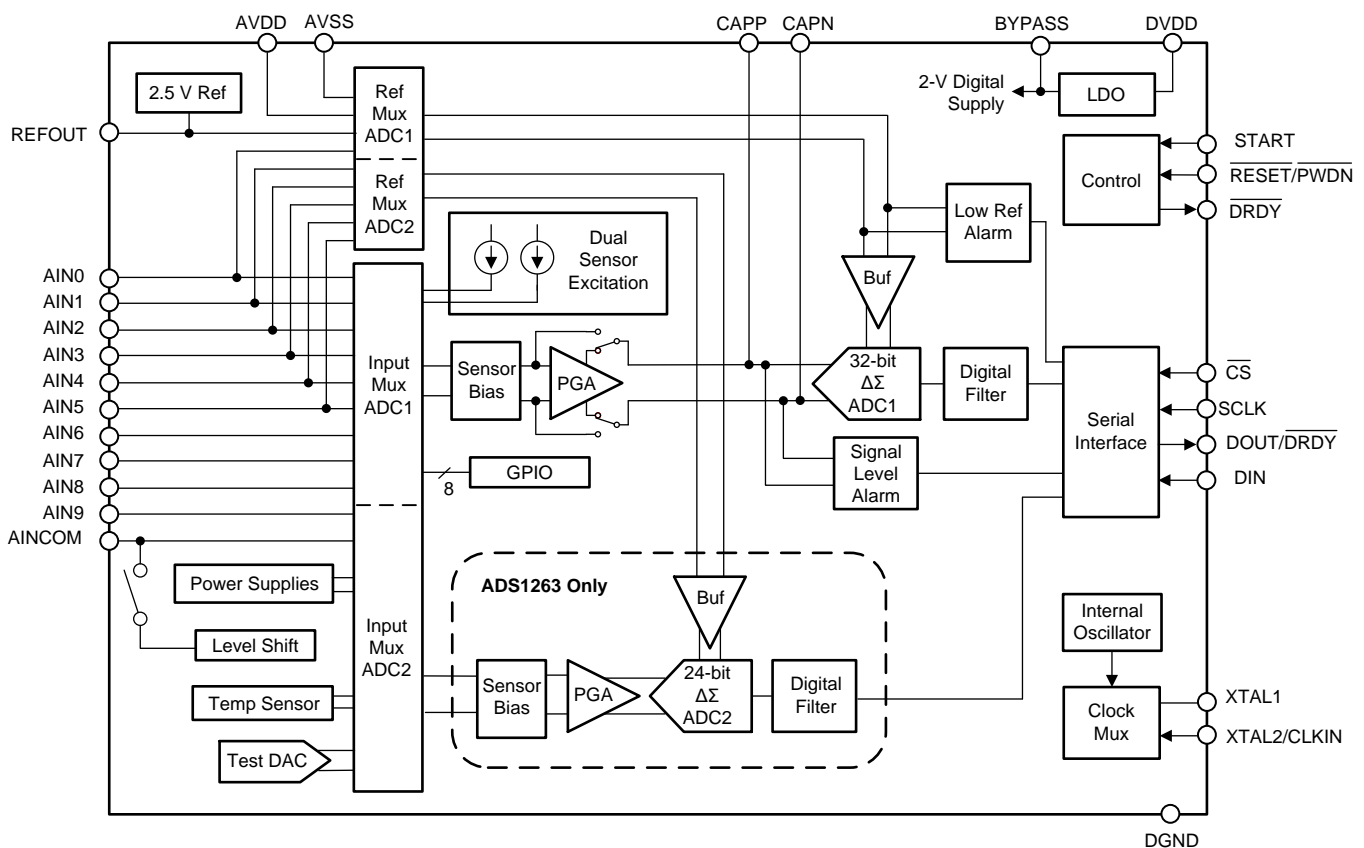 AVDD
AVSS
CAPP
CAPN
BYPASS
DVDD
2.5 V Ref
Ref
Mux
ADC1
2-V Digital
Supply
LDO
REFOUT
START
RESET/PWDN
DRDY
Control
Ref
Mux
ADC2
Low Ref
Alarm
Dual
Sensor
Excitation
Buf
AIN0
AIN1
AIN2
AIN3
AIN4
AIN5
AIN6
AIN7
AIN8
AIN9
AINCOM
Input
Mux
ADC1
Sensor
Bias
PGA
32-bit
ΔΣ
ADC1
Digital
Filter
Serial
Interface
CS
SCLK
DOUT/DRDY
DIN
8
GPIO
Signal
Level
Alarm
Power Supplies
Level Shift
Temp Sensor
Test DAC
Input
Mux
ADC2
ADS1263 Only
Buf
Sensor
Bias
PGA
24-bit
ΔΣ
ADC2
Digital
Filter
Internal
Oscillator
Clock
Mux
XTAL1
XTAL2/CLKIN
DGND